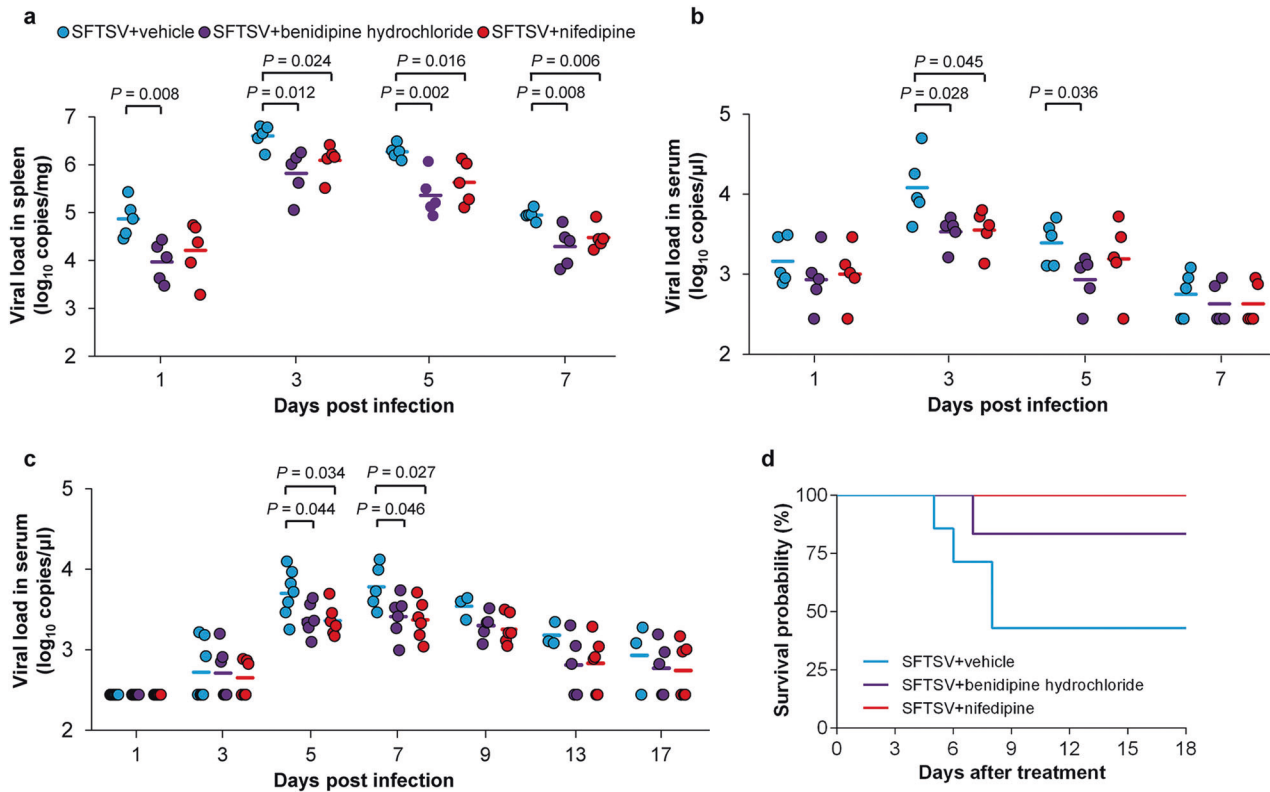 a
SFTSV+vehicle SFTSV+benidipine hydrochloride SFTSV+nifedipine
P = 0.008
P = 0.024
P = 0.012
P = 0.016
P = 0.002
P = 0.006
P = 0.008
Viral load in spleen
(log₁₀ copies/mg)
7
6
5
4
3
2
1 3 5 7
Days post infection
b
P = 0.045
P = 0.028
P = 0.036
Viral load in serum
(log₁₀ copies/µl)
5
4
3
2
1 3 5 7
Days post infection
c
P = 0.034
P = 0.044
P = 0.027
P = 0.046
Viral load in serum
(log₁₀ copies/µl)
5
4
3
2
1 3 5 7 9 13 17
Days post infection
d
Survival probability (%)
100
75
50
25
0
SFTSV+vehicle
SFTSV+benidipine hydrochloride
SFTSV+nifedipine
0 3 6 9 12 15 18
Days after treatment